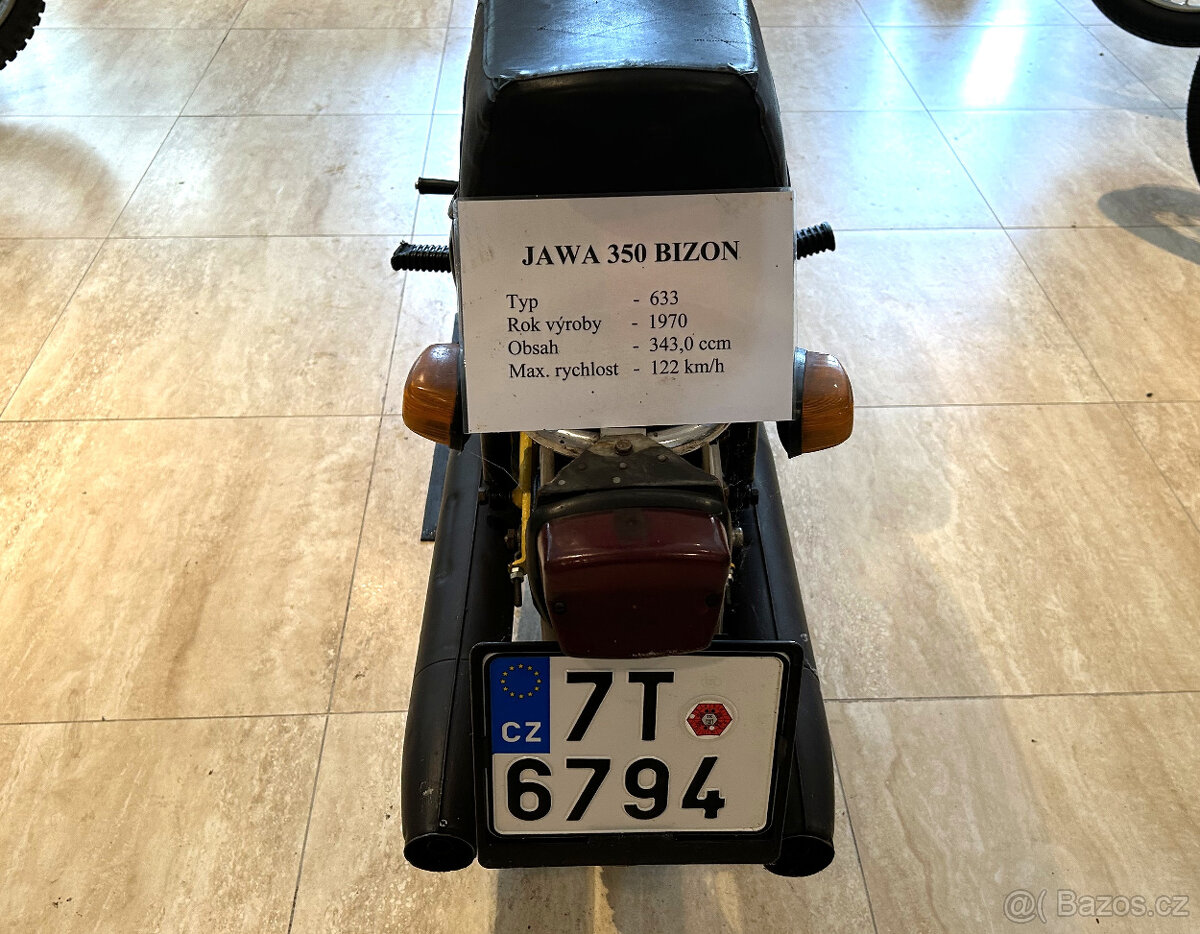 JAWA 350 BIZON
Typ - 633
Rok výroby - 1970
Obsah - 343,0 ccm
Max. rychlost - 122 km/h
7T
CZ
6794
@( Bazos.cz